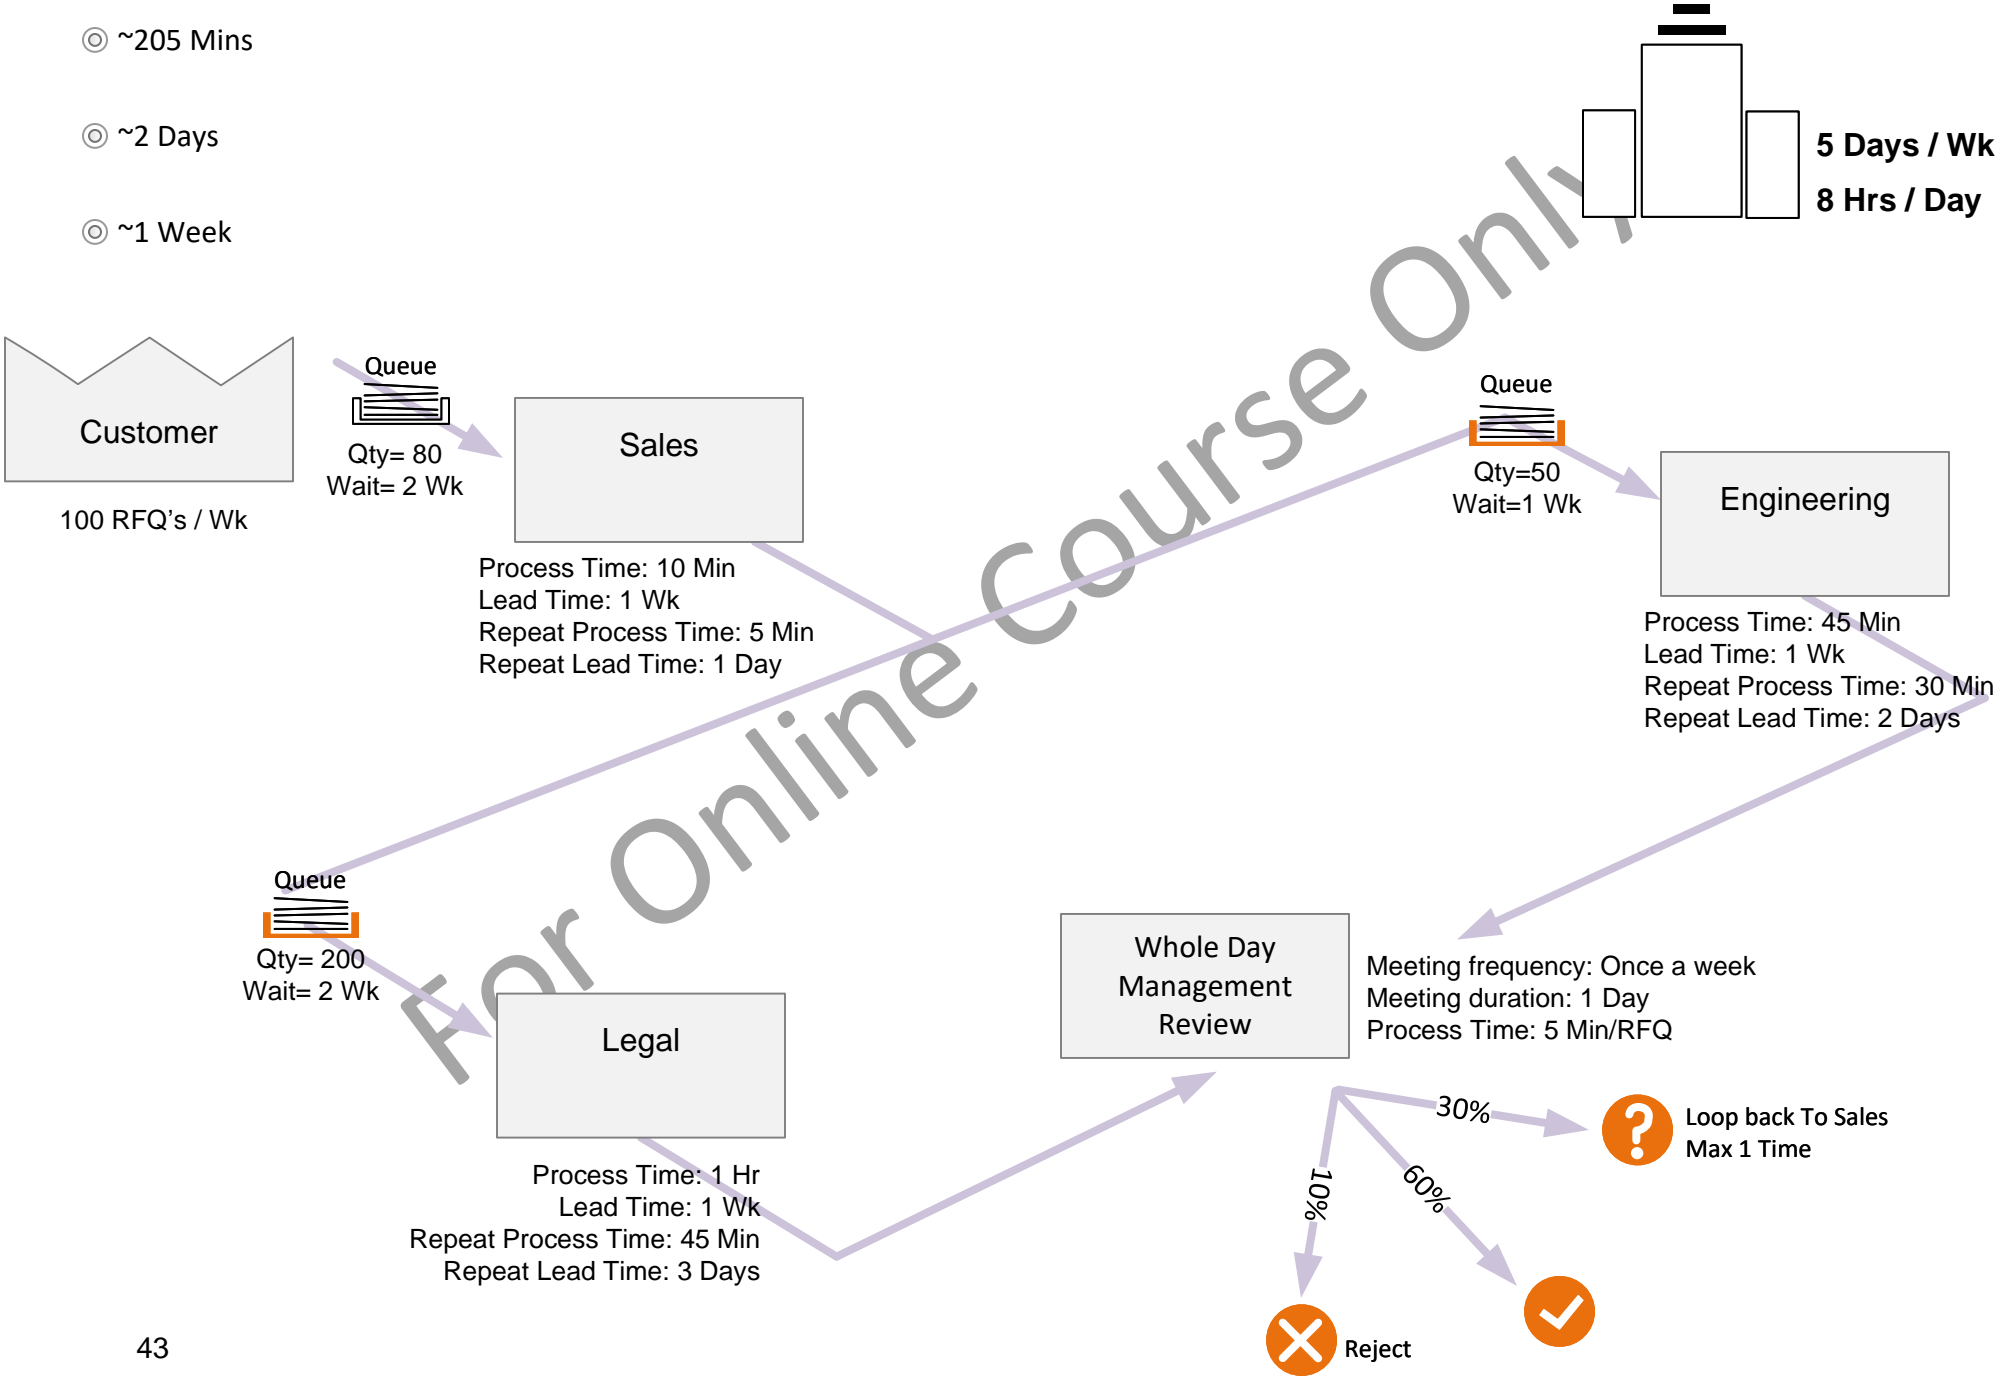 ~205 Mins
~2 Days
~1 Week
5 Days / Wk
8 Hrs / Day
Customer
100 RFQ's / Wk
Queue
Qty= 80
Wait= 2 Wk
Sales
Process Time: 10 Min
Lead Time: 1 Wk
Repeat Process Time: 5 Min
Repeat Lead Time: 1 Day
Queue
Qty=50
Wait=1 Wk
Engineering
Process Time: 45 Min
Lead Time: 1 Wk
Repeat Process Time: 30 Min
Repeat Lead Time: 2 Days
For Online Course Only
Queue
Qty= 200
Wait= 2 Wk
Legal
Process Time: 1 Hr
Lead Time: 1 Wk
Repeat Process Time: 45 Min
Repeat Lead Time: 3 Days
Whole Day
Management
Review
Meeting frequency: Once a week
Meeting duration: 1 Day
Process Time: 5 Min/RFQ
30%
?
Loop back To Sales
Max 1 Time
10%
60%
Reject
43